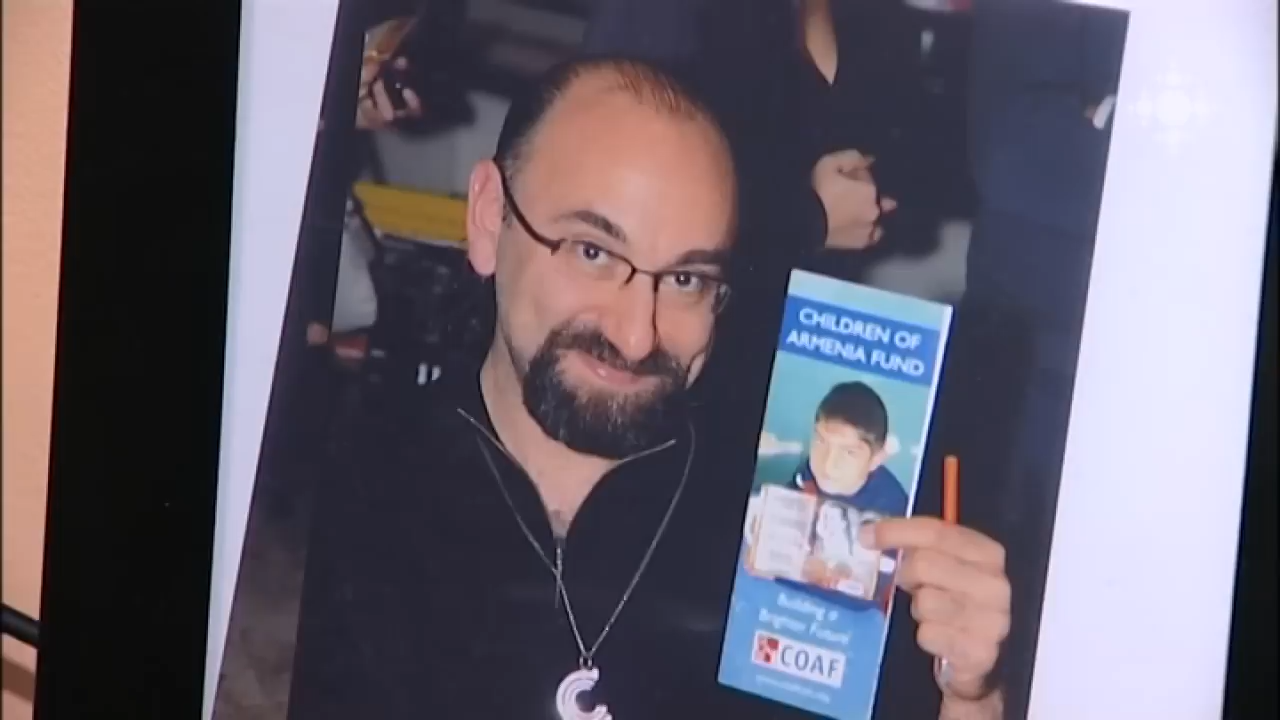 CHILDREN OF
ARMENIA FUND
Building a
Brighter Future
COAF